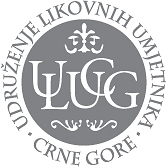 UDRUŽENJE LIKOVNIH UMJETNIKA
ULUCG
CRNE GORE